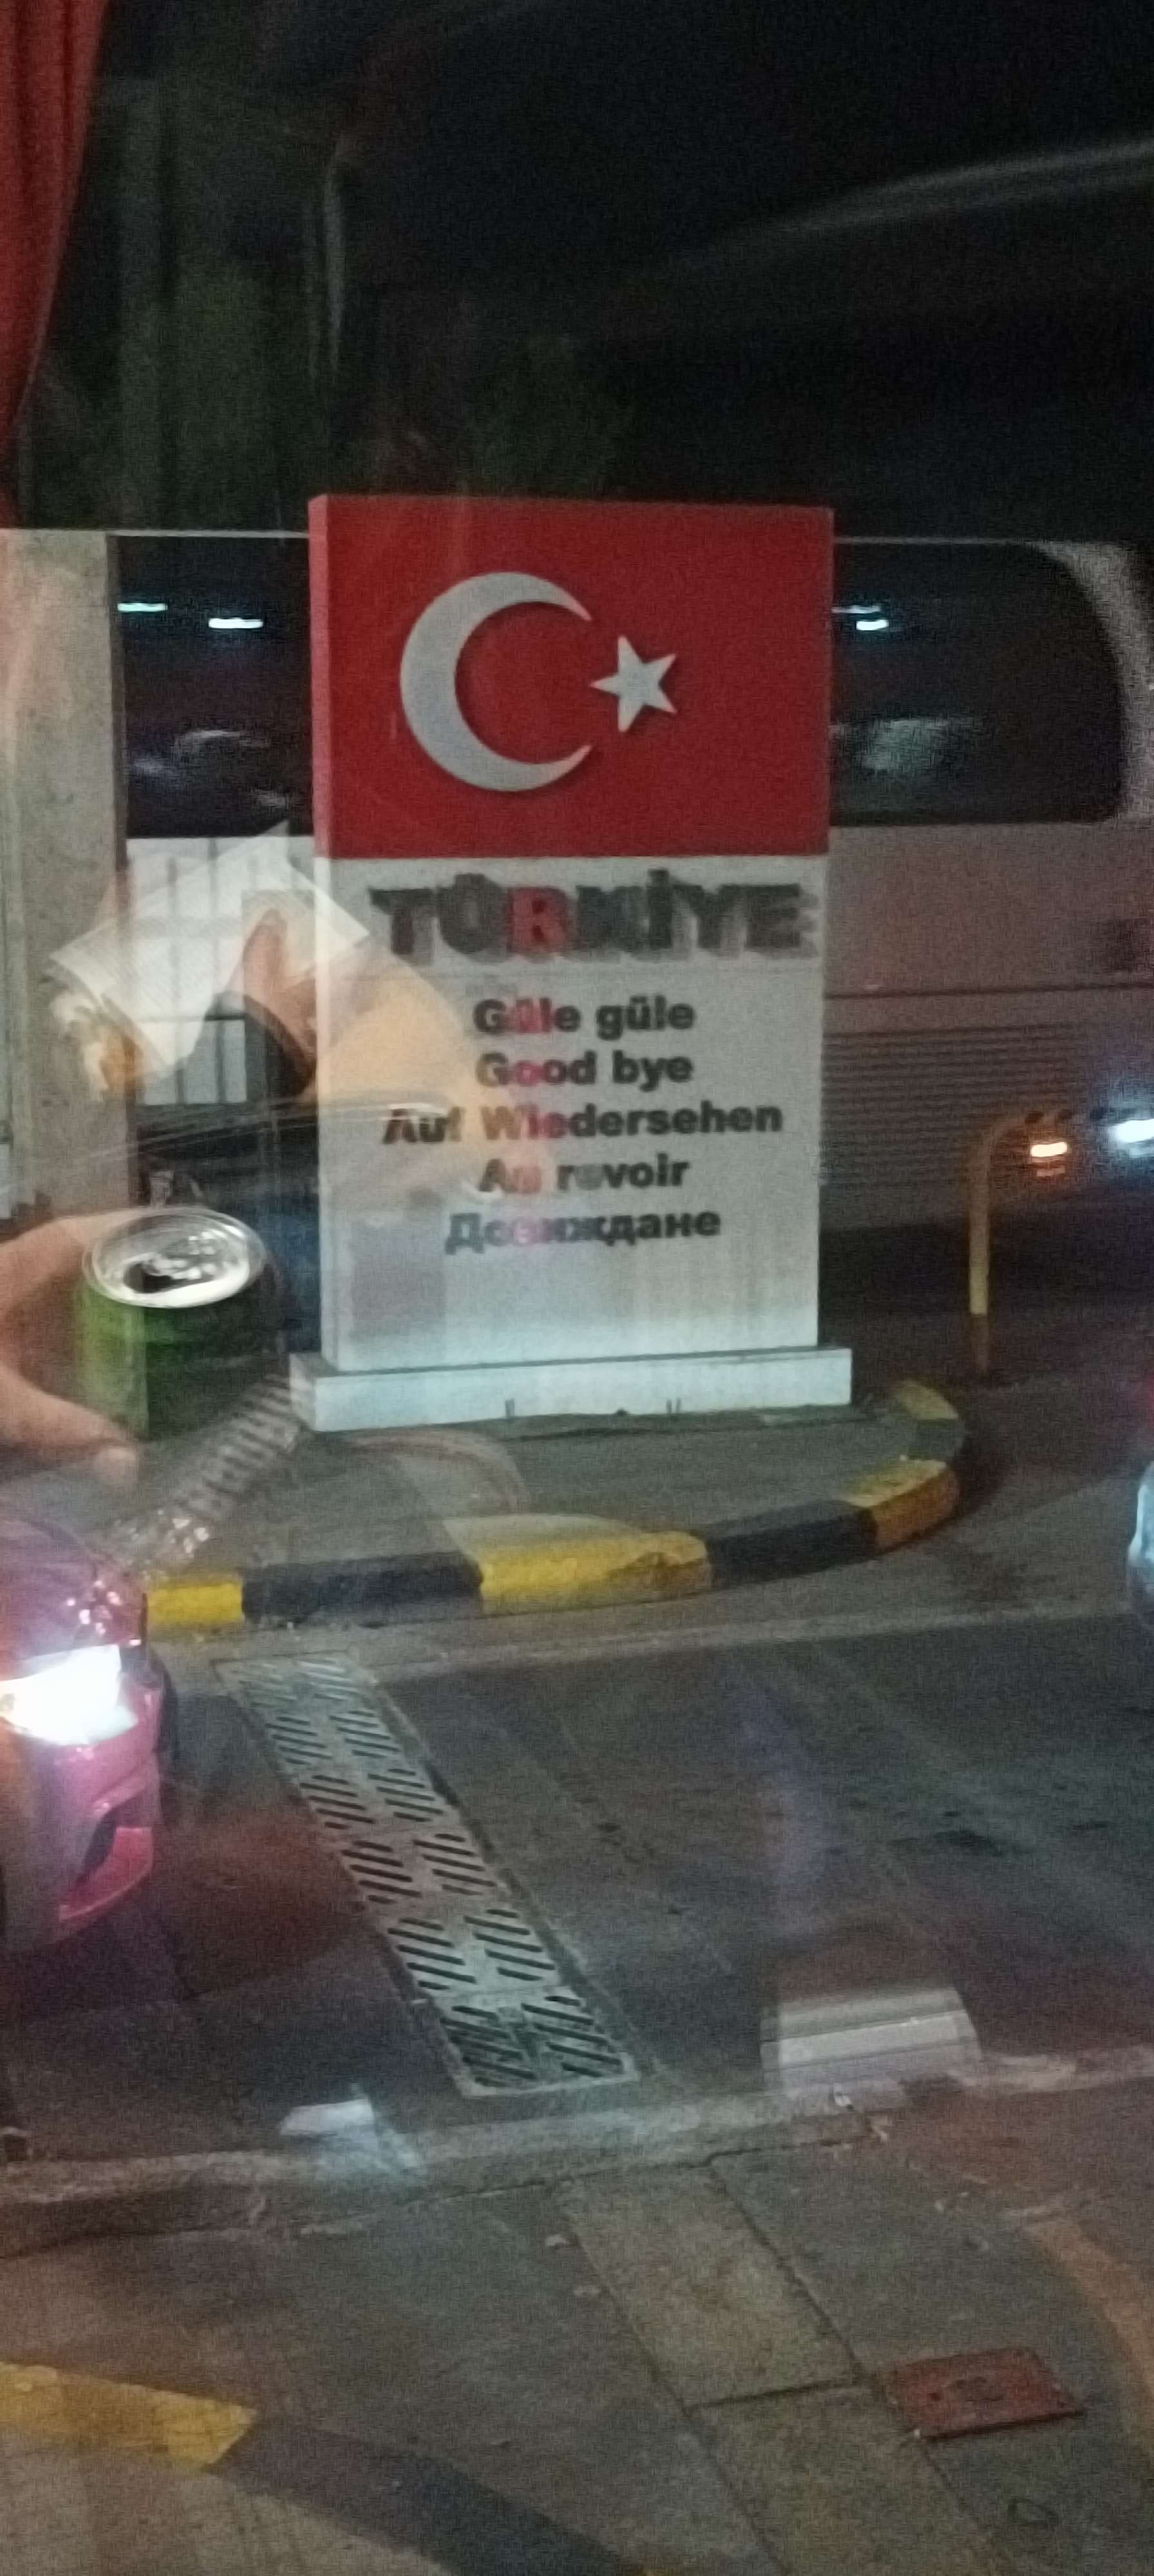 TÜRKİYE
Güle güle
Good bye
Auf Wiedersehen
Au revoir
Довиждане